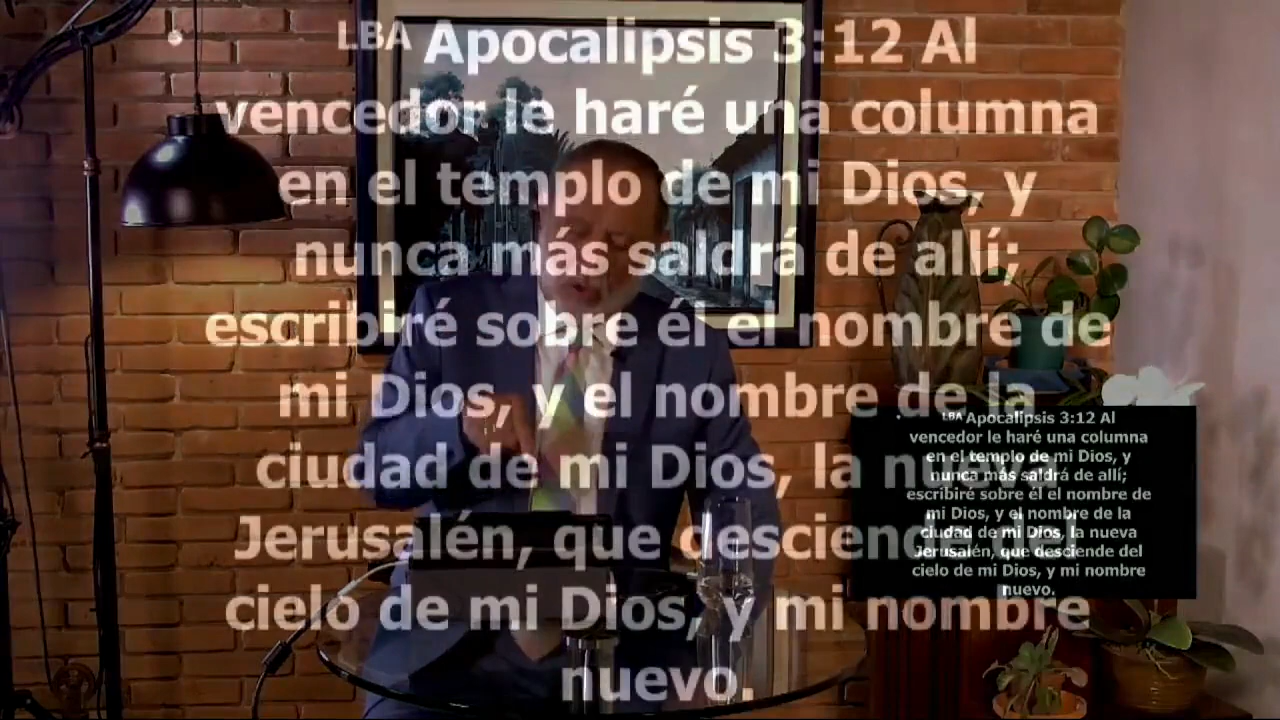 LBA Apocalipsis 3:12 Al
vencedor le haré una columna
en el templo de mi Dios, y
nunca más saldrá de allí;
escribiré sobre él el nombre de
mi Dios, y el nombre de la
ciudad de mi Dios, la nueva
Jerusalén, que desciende
cielo de mi Dios, y mi nombre
nuevo.
LBA Apocalipsis 3:12 Al
vencedor le haré una columna
en el templo de mi Dios, y
nunca más saldrá de allí;
escribiré sobre él el nombre de
mi Dios, y el nombre de la
ciudad de mi Dios, la nueva
Jerusalén, que desciende del
cielo de mi Dios, y mi nombre
nuevo.